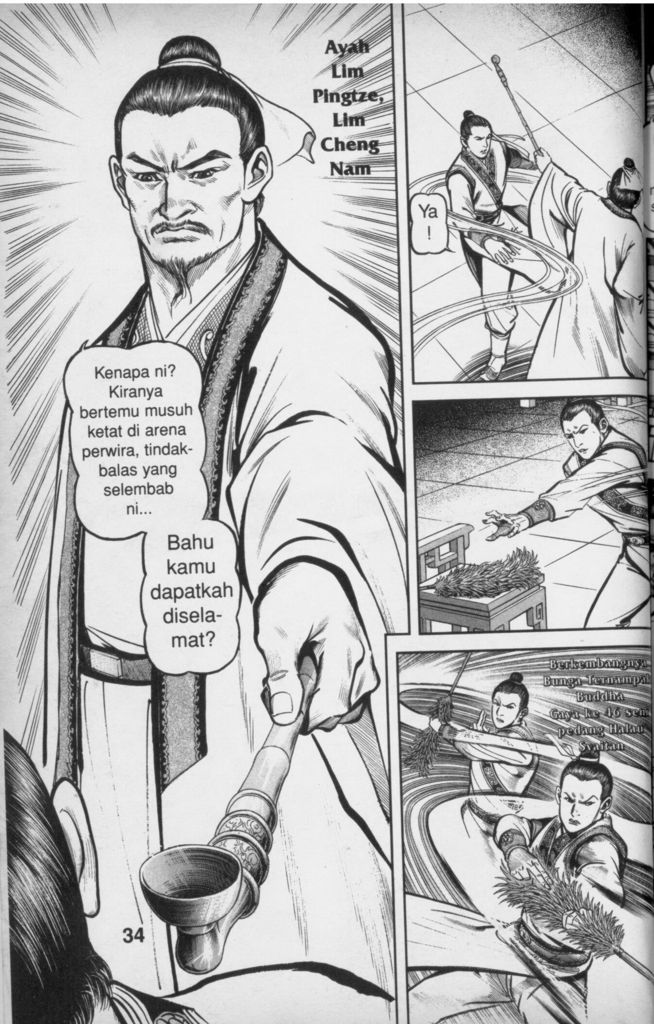 Ayah
Lim
Pingtze,
Lim
Cheng
Nam
Kenapa ni?
Kiranya
bertemu musuh
ketat di arena
perwira, tindak-
balas yang
selembab
ni...
Bahu
kamu
dapatkah
disela-
mat?
34
Ya
!
Berkembangnya
Bunga Ternampak
Buddha
Gaya ke 46 seni
pedang Halau
Syaitan